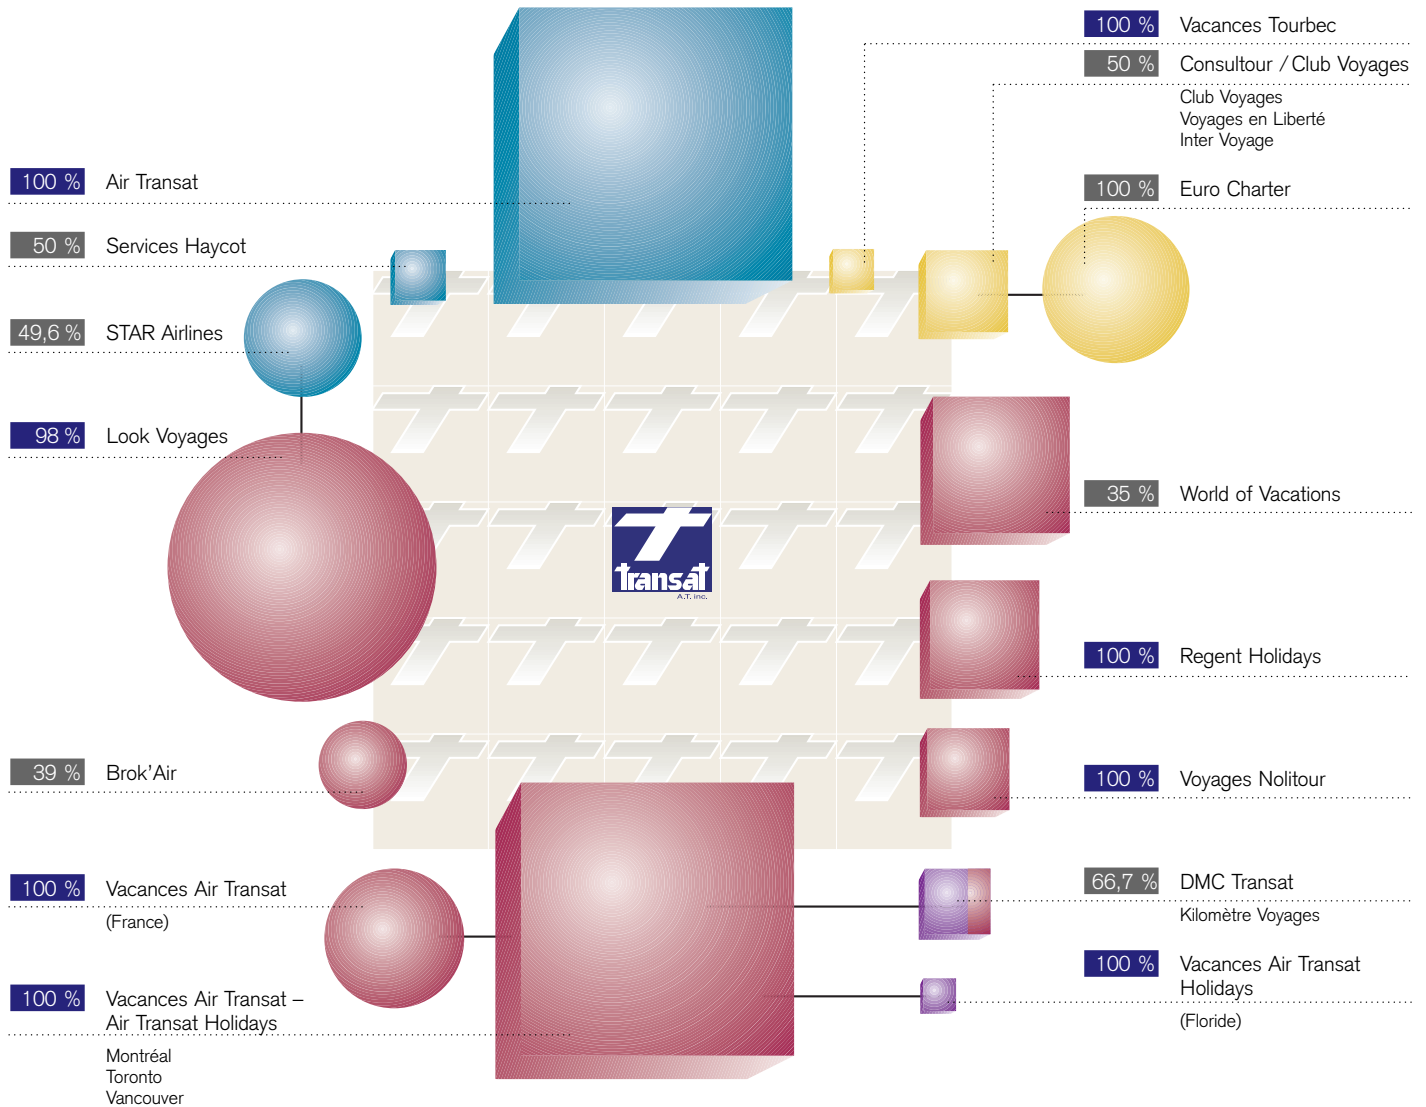 100 % Air Transat
50 % Services Haycot
49,6 % STAR Airlines
98 % Look Voyages
39 % Brok'Air
100 % Vacances Air Transat
(France)
100 % Vacances Air Transat –
Air Transat Holidays
Montréal
Toronto
Vancouver
transat
A.T. inc.
100 % Vacances Tourbec
50 % Consultour / Club Voyages
Club Voyages
Voyages en Liberté
Inter Voyage
100 % Euro Charter
35 % World of Vacations
100 % Regent Holidays
100 % Voyages Nolitour
66,7 % DMC Transat
Kilomètre Voyages
100 % Vacances Air Transat
Holidays
(Floride)